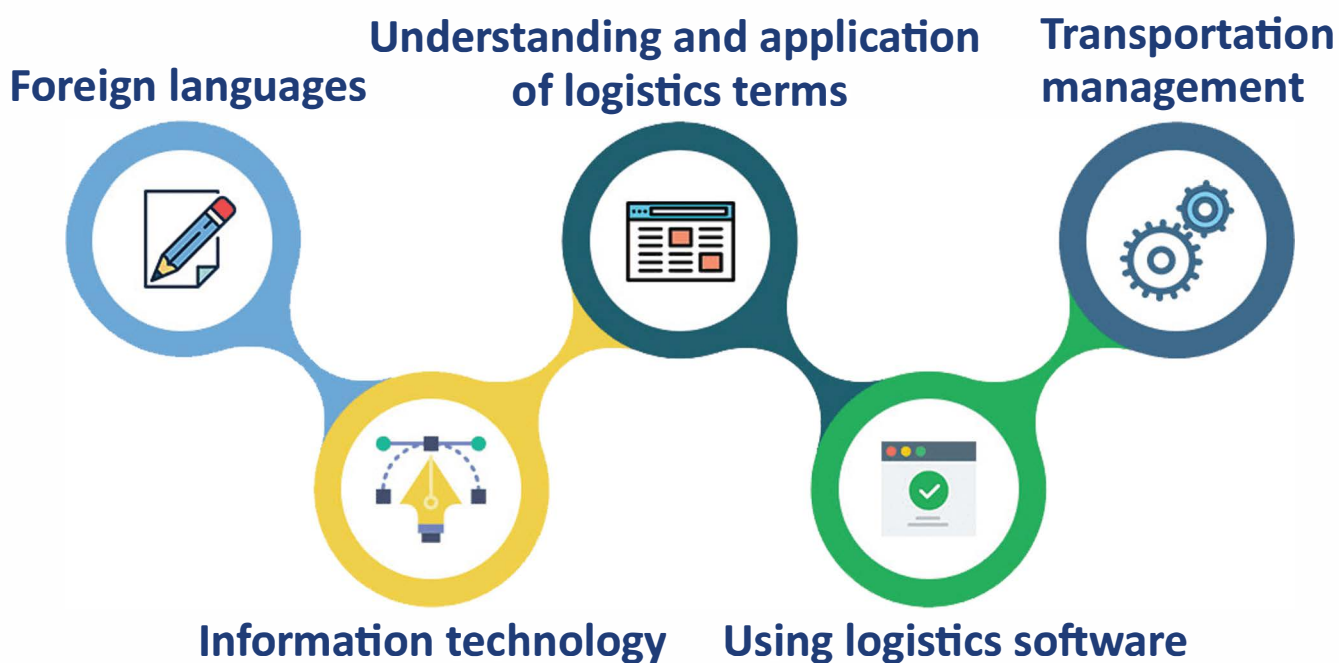 Foreign languages
Understanding and application
of logistics terms
Transportation
management
Information technology
Using logistics software